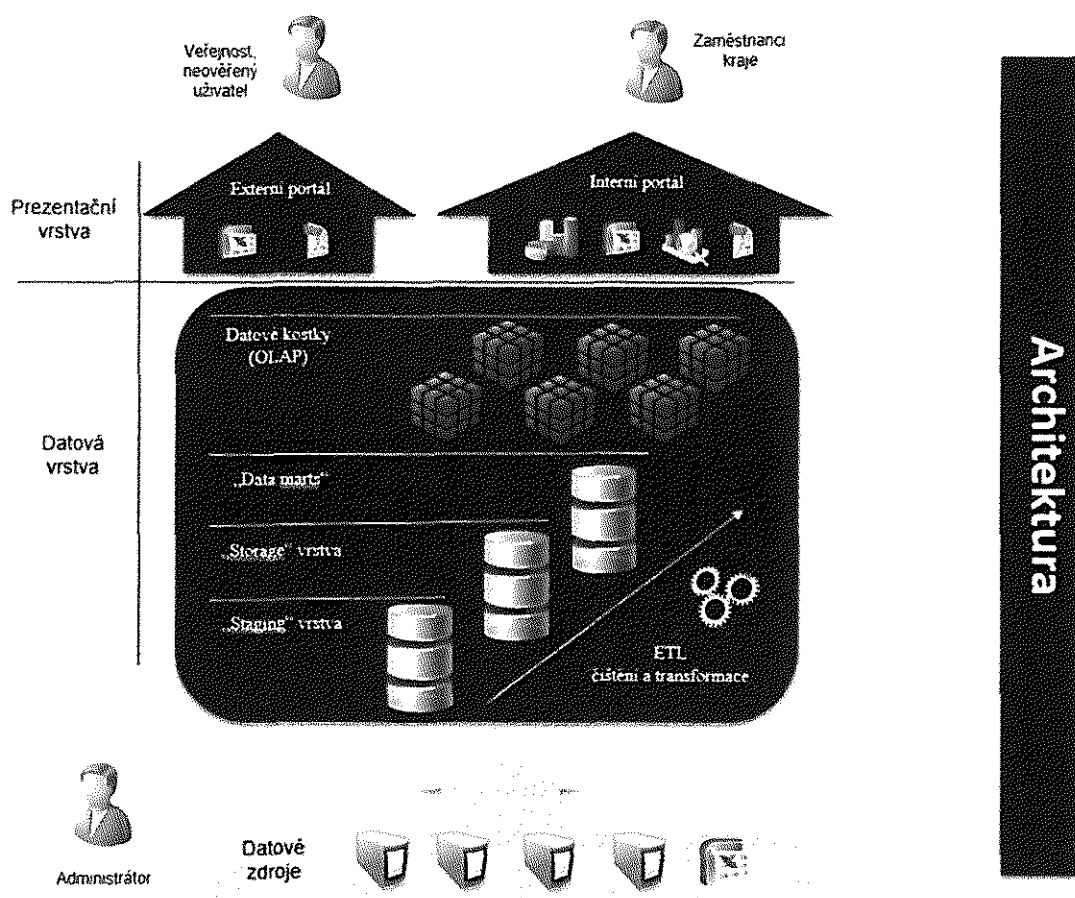 Veřejnost,
neověřený
uživatel
Zaměstnanci
kraje
Prezentační
vrstva
Externí portál
Interní portál
Datová
vrstva
Datové kostky
(OLAP)
„Data marts“
„Storage“ vrstva
„Staging“ vrstva
ETL
čištění a transformace
Administrátor
Datové
zdroje
Architektura